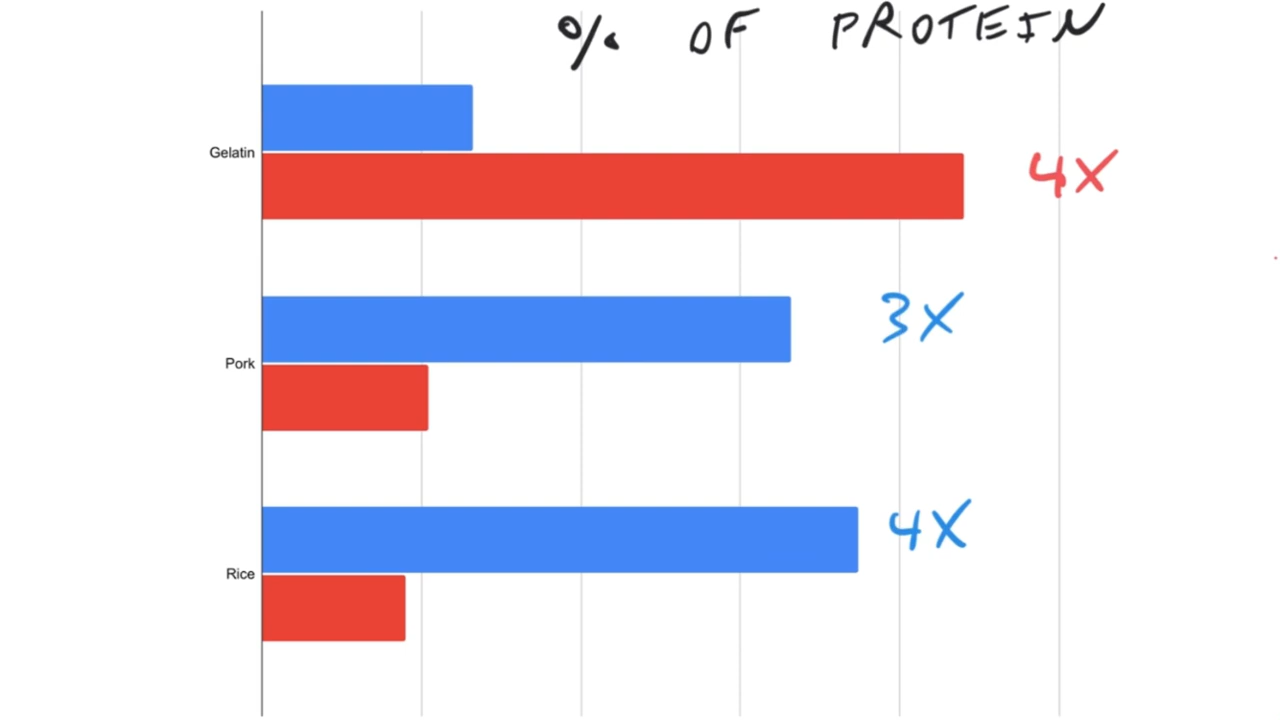 % OF PROTEIN
Gelatin
4X
Pork
3X
Rice
4X